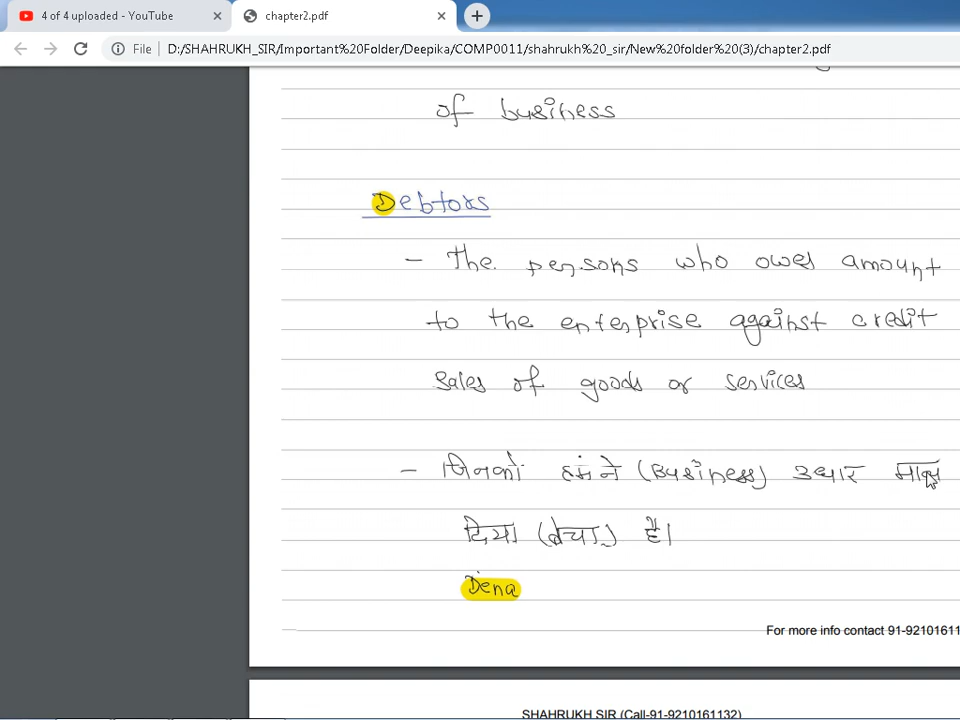 4 of 4 uploaded - YouTube
chapter2.pdf
File
D:/SHAHRUKH_SIR/Important%20Folder/Deepika/COMP0011/shahrukh%20_sir/New%20folder%20(3)/chapter2.pdf
of business
Debtors
- The persons who owes amount
to the enterprise against credit
sales of goods or services
- जिनको हमने (Business) उधार माल
दिया (बेचा) है।
Dena
For more info contact 91-92101611
SHAHRUKH SIR (Call-91-9210161132)